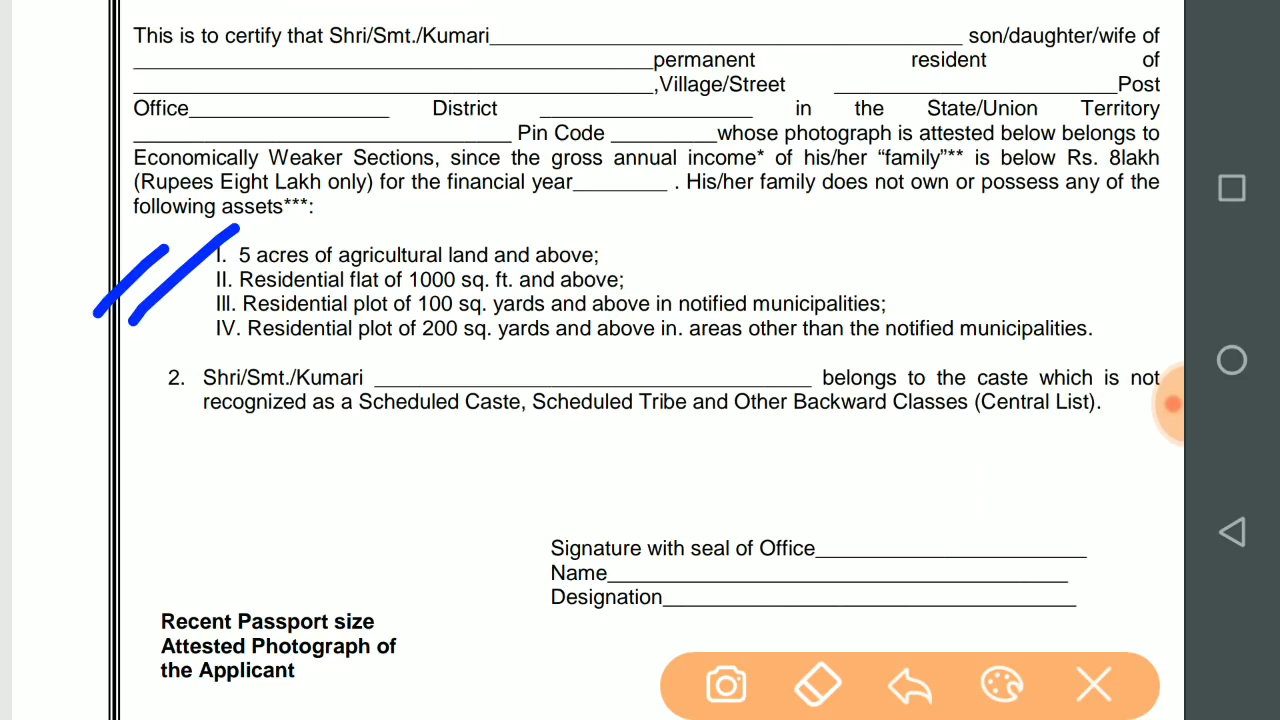 This is to certify that Shri/Smt./Kumari_______________________________________ son/daughter/wife of
___________________________________________permanent resident of
___________________________________________,Village/Street ________________________Post
Office_________________ District __________________ in the State/Union Territory
________________________________ Pin Code _________whose photograph is attested below belongs to
Economically Weaker Sections, since the gross annual income* of his/her “family”** is below Rs. 8lakh
(Rupees Eight Lakh only) for the financial year________ . His/her family does not own or possess any of the
following assets***:
I. 5 acres of agricultural land and above;
II. Residential flat of 1000 sq. ft. and above;
III. Residential plot of 100 sq. yards and above in notified municipalities;
IV. Residential plot of 200 sq. yards and above in. areas other than the notified municipalities.
2. Shri/Smt./Kumari _____________________________________ belongs to the caste which is not
recognized as a Scheduled Caste, Scheduled Tribe and Other Backward Classes (Central List).
Signature with seal of Office_______________________
Name_______________________________________
Designation___________________________________
Recent Passport size
Attested Photograph of
the Applicant